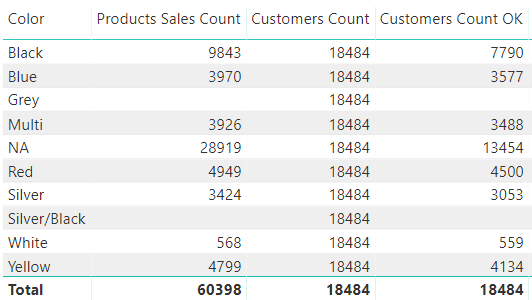 Color Products Sales Count Customers Count Customers Count OK
Black 9843 18484 7790
Blue 3970 18484 3577
Grey 18484
Multi 3926 18484 3488
NA 28919 18484 13454
Red 4949 18484 4500
Silver 3424 18484 3053
Silver/Black 18484
White 568 18484 559
Yellow 4799 18484 4134
Total 60398 18484 18484